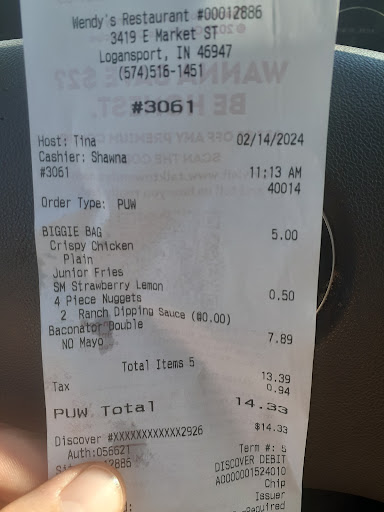 Wendy's Restaurant #00012886
3419 E Market ST
Logansport, IN 46947
(574)516-1451
#3061
Host: Tina 02/14/2024
Cashier: Shawna
#3061 11:13 AM
40014
Order Type: PUW
BIGGIE BAG 5.00
Crispy Chicken
Plain
Junior Fries
SM Strawberry Lemon 0.50
4 Piece Nuggets
2 Ranch Dipping Sauce (@0.00)
Baconator Double 7.89
NO Mayo
Total Items 5
13.39
Tax 0.94
PUW Total 14.33
Discover #XXXXXXXXXXXX2926 $14.33
Auth:056621 Term #: 5
2886 DISCOVER DEBIT
A0000001524010
Chip
Issuer
Required